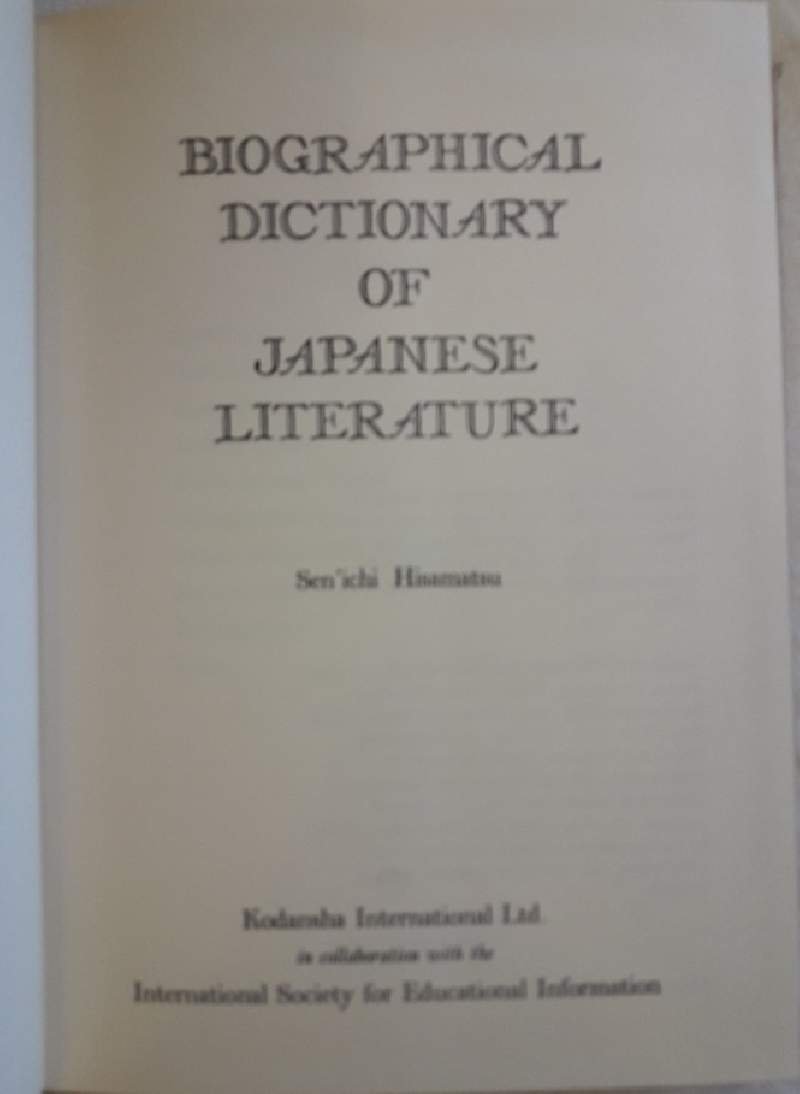 BIOGRAPHICAL
DICTIONARY
OF
JAPANESE
LITERATURE
Sen'ichi Hisamatsu
Kodansha International Ltd.
in collaboration with the
International Society for Educational Information